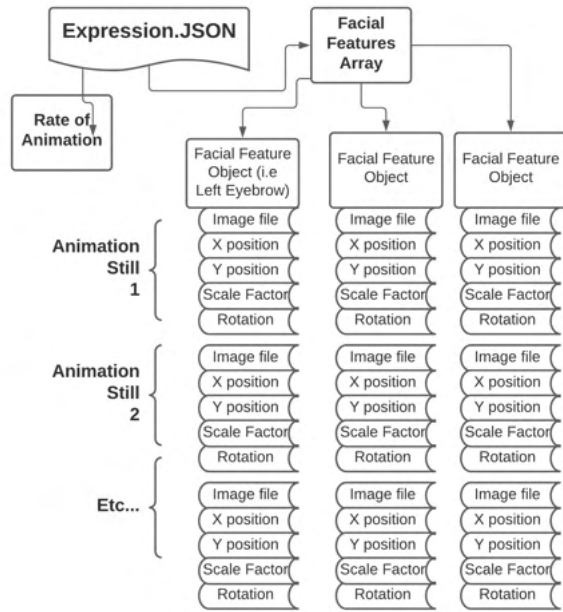 Expression.JSON
Facial
Features
Array
Rate of
Animation
Facial Feature
Object (i.e
Left Eyebrow)
Facial Feature
Object
Facial Feature
Object
Animation
Still
1
Image file
X position
Y position
Scale Factor
Rotation
Image file
X position
Y position
Scale Factor
Rotation
Image file
X position
Y position
Scale Factor
Rotation
Animation
Still
2
Image file
X position
Y position
Scale Factor
Rotation
Image file
X position
Y position
Scale Factor
Rotation
Image file
X position
Y position
Scale Factor
Rotation
Etc...
Image file
X position
Y position
Scale Factor
Rotation
Image file
X position
Y position
Scale Factor
Rotation
Image file
X position
Y position
Scale Factor
Rotation